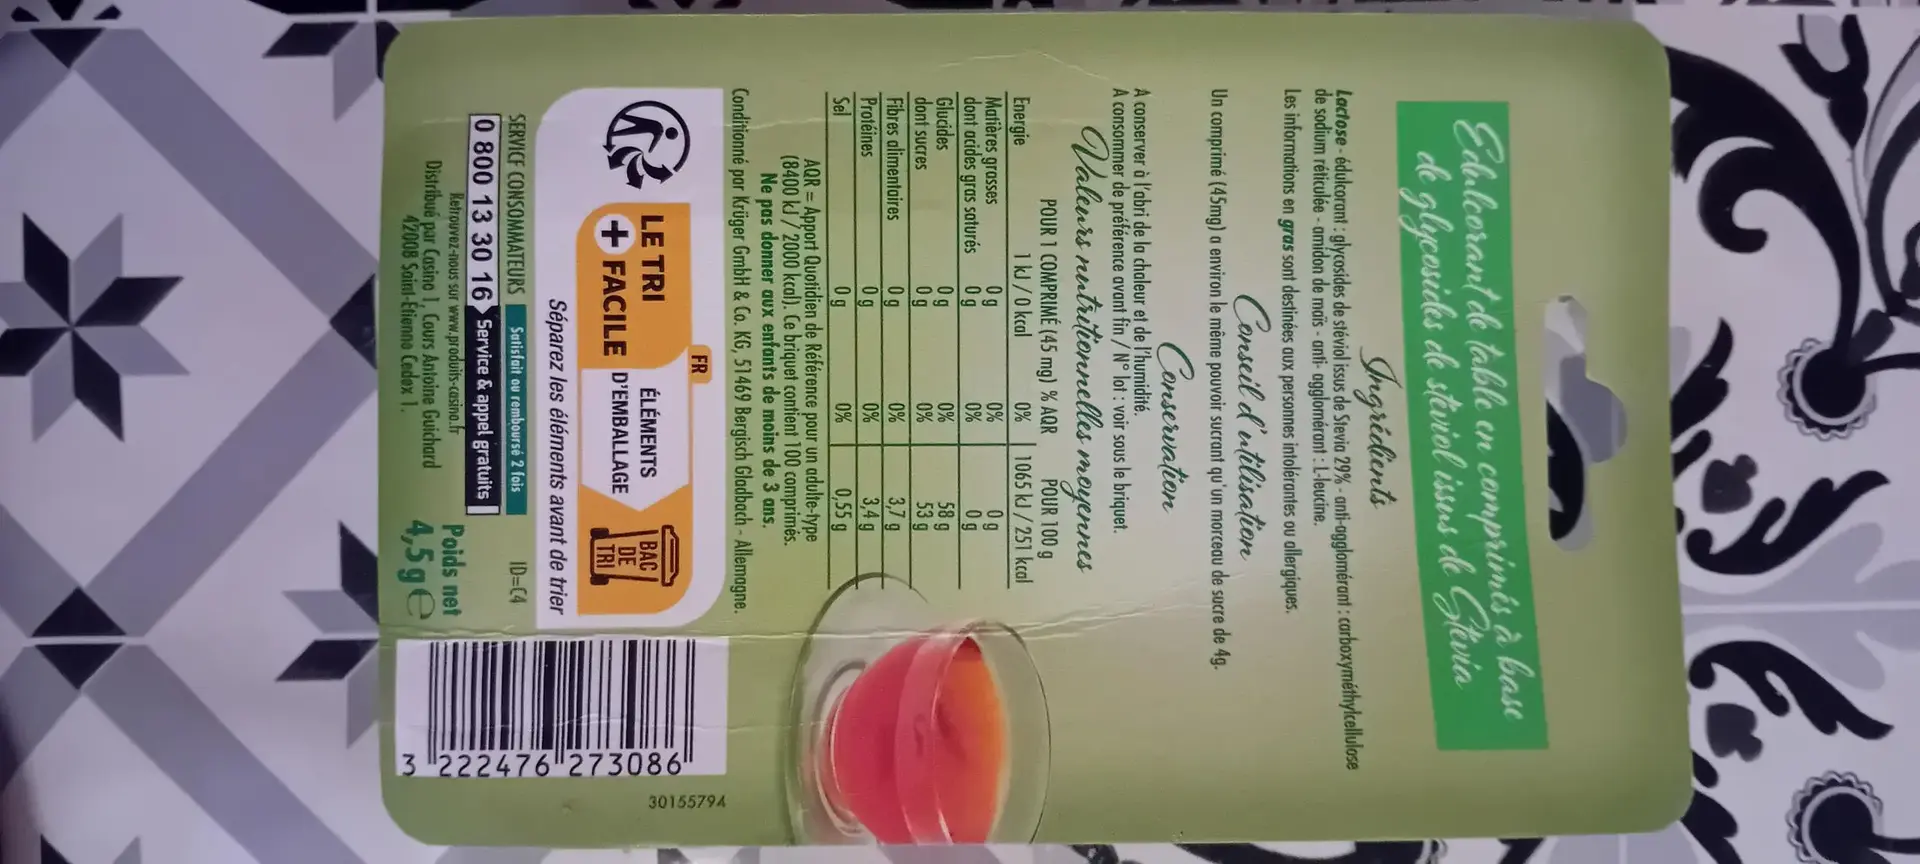 Edulcorant de table en comprimés à base
de glycosides de stéviol issus de Stevia
Ingrédients
Lactose - édulcorant : glycosides de stéviol issus de Stevia 29% - anti-agglomérant : carboxyméthylcellulose
de sodium réticulée - amidon de maïs - anti- agglomérant : L-leucine.
Les informations en gras sont destinées aux personnes intolérantes ou allergiques.
Conseil d'utilisation
Un comprimé (45mg) a environ le même pouvoir sucrant qu'un morceau de sucre de 4g.
Conservation
A conserver à l'abri de la chaleur et de l'humidité.
A consommer de préférence avant fin / N° lot : voir sous le briquet.
Valeurs nutritionnelles moyennes
POUR 1 COMPRIMÉ (45 mg) % AQR POUR 100 g
Energie 1 kJ / 0 kcal 0% 1065 kJ / 251 kcal
Matières grasses 0 g 0% 0 g
dont acides gras saturés 0 g 0% 0 g
Glucides 0 g 0% 58 g
dont sucres 0 g 0% 53 g
Fibres alimentaires 0 g 0% 3,7 g
Protéines 0 g 0% 3,4 g
Sel 0 g 0% 0,55 g
AQR = Apport Quotidien de Référence pour un adulte-type
(8400 kJ / 2000 kcal). Ce briquet contient 100 comprimés.
Ne pas donner aux enfants de moins de 3 ans.
Conditionné par Krüger GmbH & Co. KG, 51469 Bergisch Gladbach - Allemagne.
FR
LE TRI
+ FACILE
ÉLÉMENTS
D'EMBALLAGE
BAC
DE
TRI
Séparez les éléments avant de trier
SERVICE CONSOMMATEURS Satisfait ou remboursé 2 fois
0 800 13 30 16 Service & appel gratuits
Retrouvez-nous sur www.produits-casino.fr
Distribué par Casino 1, Cours Antoine Guichard
42008 Saint-Étienne Cedex 1.
ID=C4
Poids net
4,5 g e
3 222476 273086
30155794